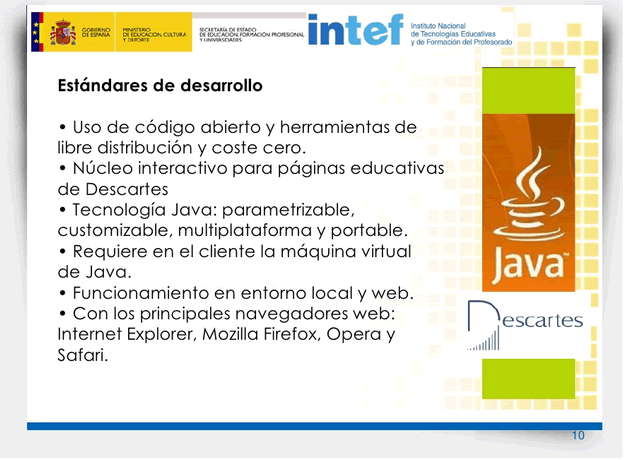 GOBIERNO
DE ESPAÑA
MINISTERIO
DE EDUCACIÓN, CULTURA
Y DEPORTE
SECRETARÍA DE ESTADO
DE EDUCACIÓN, FORMACIÓN PROFESIONAL
Y UNIVERSIDADES
intef
Instituto Nacional
de Tecnologías Educativas
y de Formación del Profesorado
Estándares de desarrollo
• Uso de código abierto y herramientas de
libre distribución y coste cero.
• Núcleo interactivo para páginas educativas
de Descartes
• Tecnología Java: parametrizable,
customizable, multiplataforma y portable.
• Requiere en el cliente la máquina virtual
de Java.
• Funcionamiento en entorno local y web.
• Con los principales navegadores web:
Internet Explorer, Mozilla Firefox, Opera y
Safari.
Java™
Descartes
10